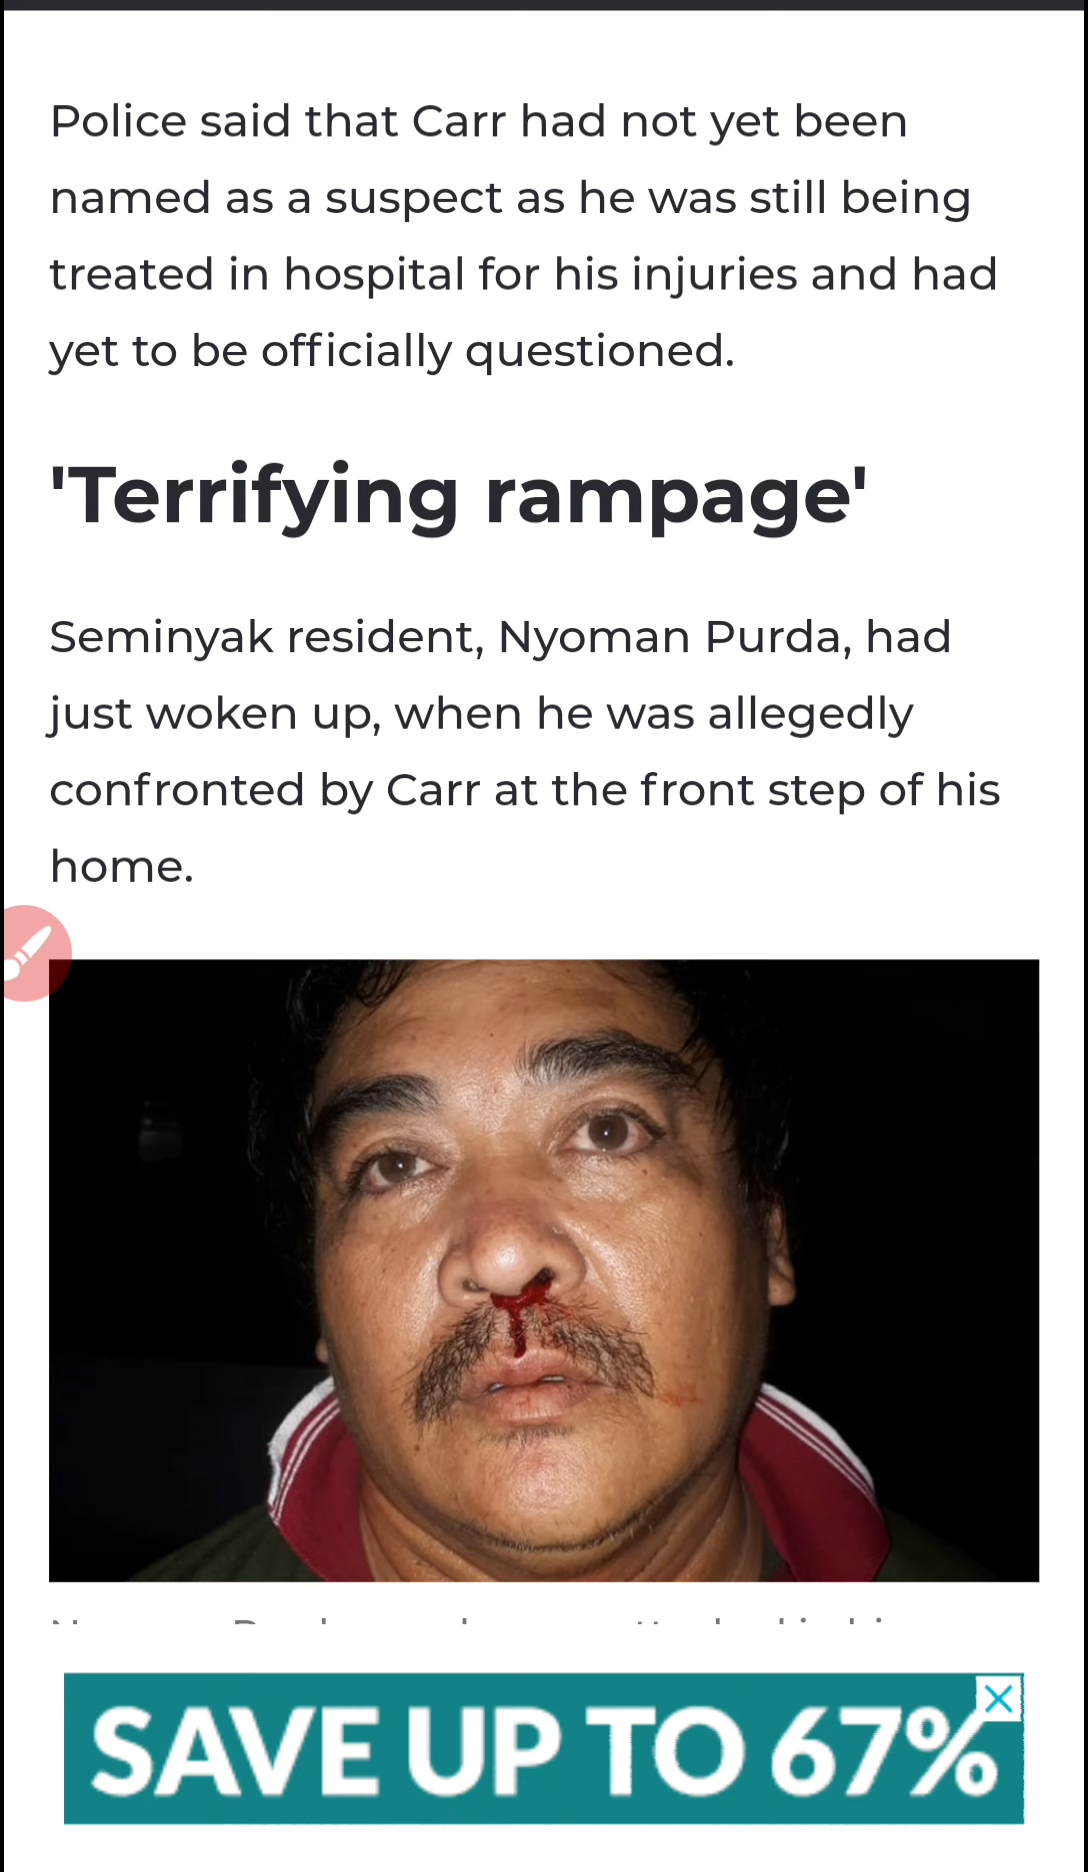 Police said that Carr had not yet been
named as a suspect as he was still being
treated in hospital for his injuries and had
yet to be officially questioned.
'Terrifying rampage'
Seminyak resident, Nyoman Purda, had
just woken up, when he was allegedly
confronted by Carr at the front step of his
home.
SAVE UP TO 67%